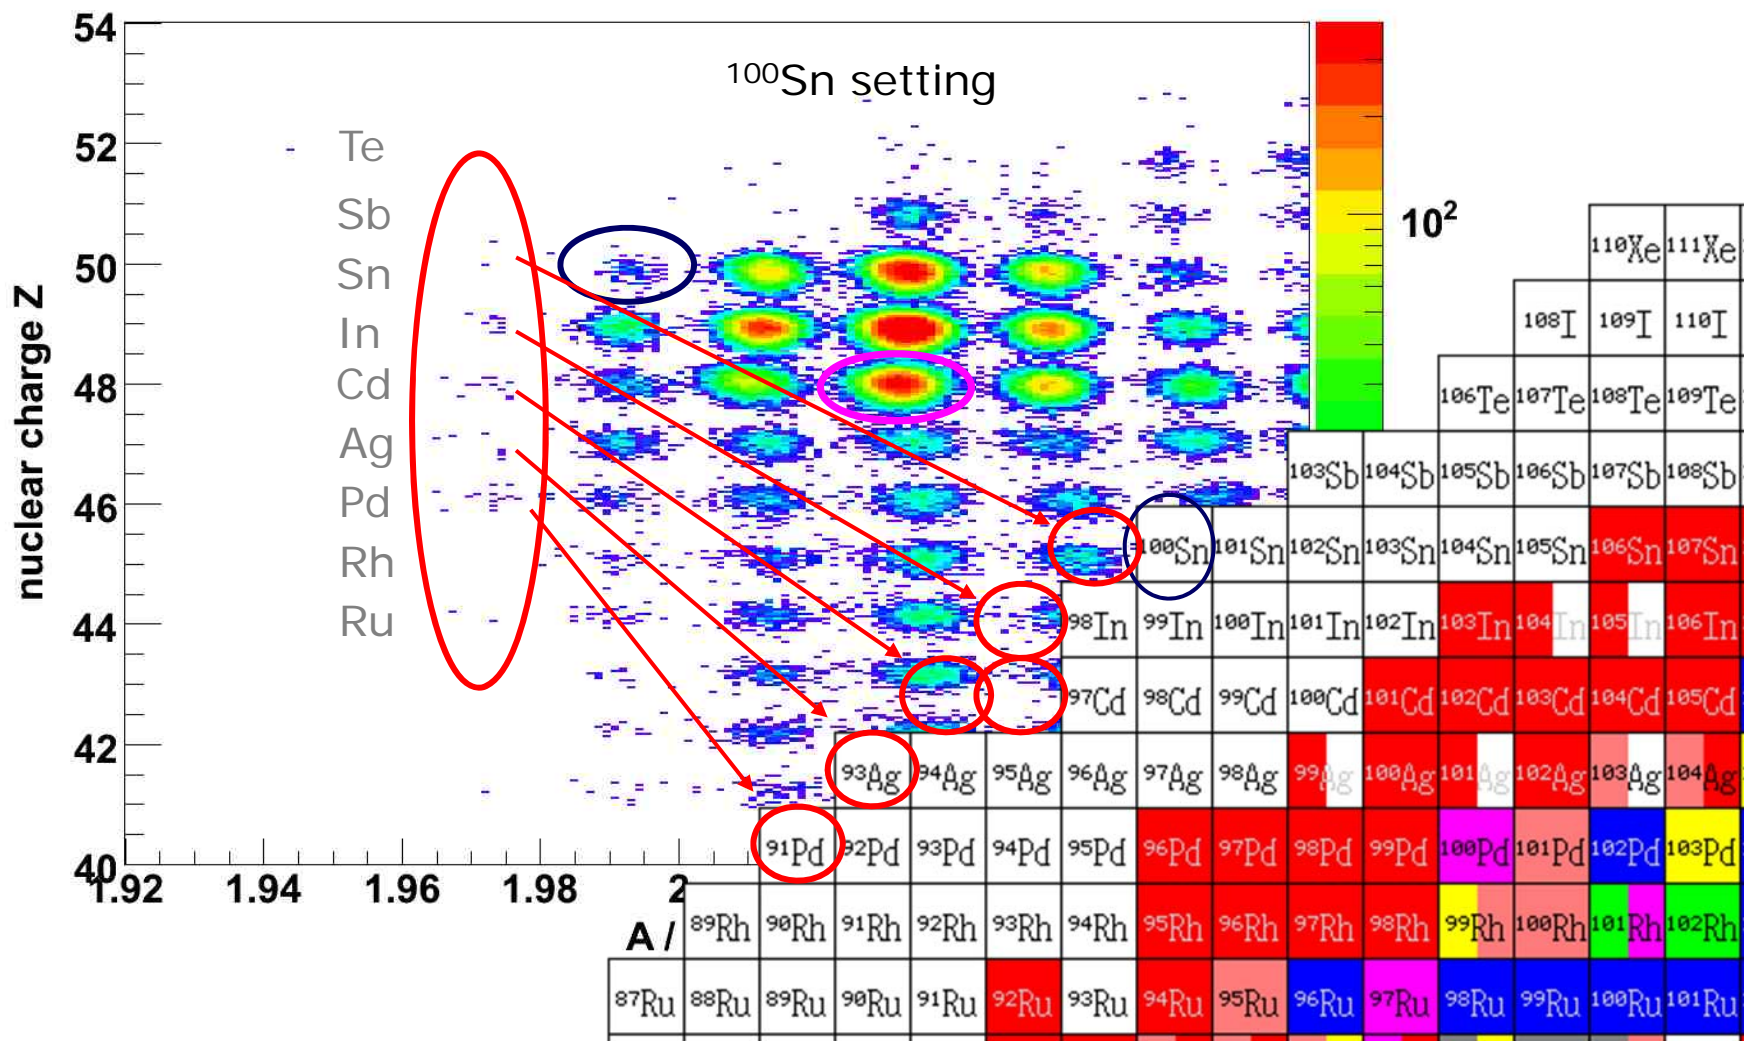 ¹⁰⁰Sn setting
nuclear charge Z
54
52
50
48
46
44
42
40
Te
Sb
Sn
In
Cd
Ag
Pd
Rh
Ru
10²
1.92
1.94
1.96
1.98
2
A /
¹¹⁰Xe ¹¹¹Xe
¹⁰⁸I ¹⁰⁹I ¹¹⁰I
¹⁰⁶Te ¹⁰⁷Te ¹⁰⁸Te ¹⁰⁹Te
¹⁰³Sb ¹⁰⁴Sb ¹⁰⁵Sb ¹⁰⁶Sb ¹⁰⁷Sb ¹⁰⁸Sb
¹⁰⁰Sn ¹⁰¹Sn ¹⁰²Sn ¹⁰³Sn ¹⁰⁴Sn ¹⁰⁵Sn ¹⁰⁶Sn ¹⁰⁷Sn
⁹⁸In ⁹⁹In ¹⁰⁰In ¹⁰¹In ¹⁰²In ¹⁰³In ¹⁰⁴In ¹⁰⁵In ¹⁰⁶In
⁹⁷Cd ⁹⁸Cd ⁹⁹Cd ¹⁰⁰Cd ¹⁰¹Cd ¹⁰²Cd ¹⁰³Cd ¹⁰⁴Cd ¹⁰⁵Cd
⁹³Ag ⁹⁴Ag ⁹⁵Ag ⁹⁶Ag ⁹⁷Ag ⁹⁸Ag ⁹⁹Ag ¹⁰⁰Ag ¹⁰¹Ag ¹⁰²Ag ¹⁰³Ag ¹⁰⁴Ag
⁹¹Pd ⁹²Pd ⁹³Pd ⁹⁴Pd ⁹⁵Pd ⁹⁶Pd ⁹⁷Pd ⁹⁸Pd ⁹⁹Pd ¹⁰⁰Pd ¹⁰¹Pd ¹⁰²Pd ¹⁰³Pd
⁸⁹Rh ⁹⁰Rh ⁹¹Rh ⁹²Rh ⁹³Rh ⁹⁴Rh ⁹⁵Rh ⁹⁶Rh ⁹⁷Rh ⁹⁸Rh ⁹⁹Rh ¹⁰⁰Rh ¹⁰¹Rh ¹⁰²Rh
⁸⁷Ru ⁸⁸Ru ⁸⁹Ru ⁹⁰Ru ⁹¹Ru ⁹²Ru ⁹³Ru ⁹⁴Ru ⁹⁵Ru ⁹⁶Ru ⁹⁷Ru ⁹⁸Ru ⁹⁹Ru ¹⁰⁰Ru ¹⁰¹Ru